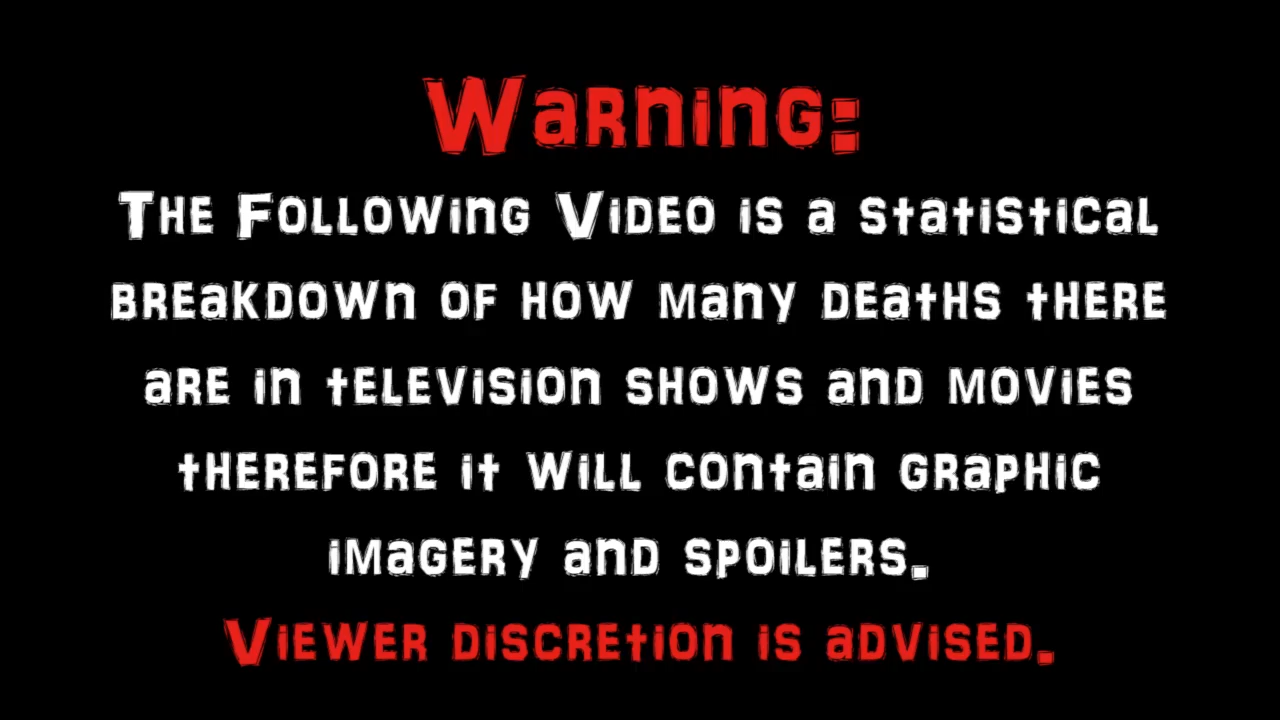 Warning:
The Following Video is a statistical
breakdown of how many deaths there
are in television shows and movies
therefore it will contain graphic
imagery and spoilers.
Viewer discretion is advised.